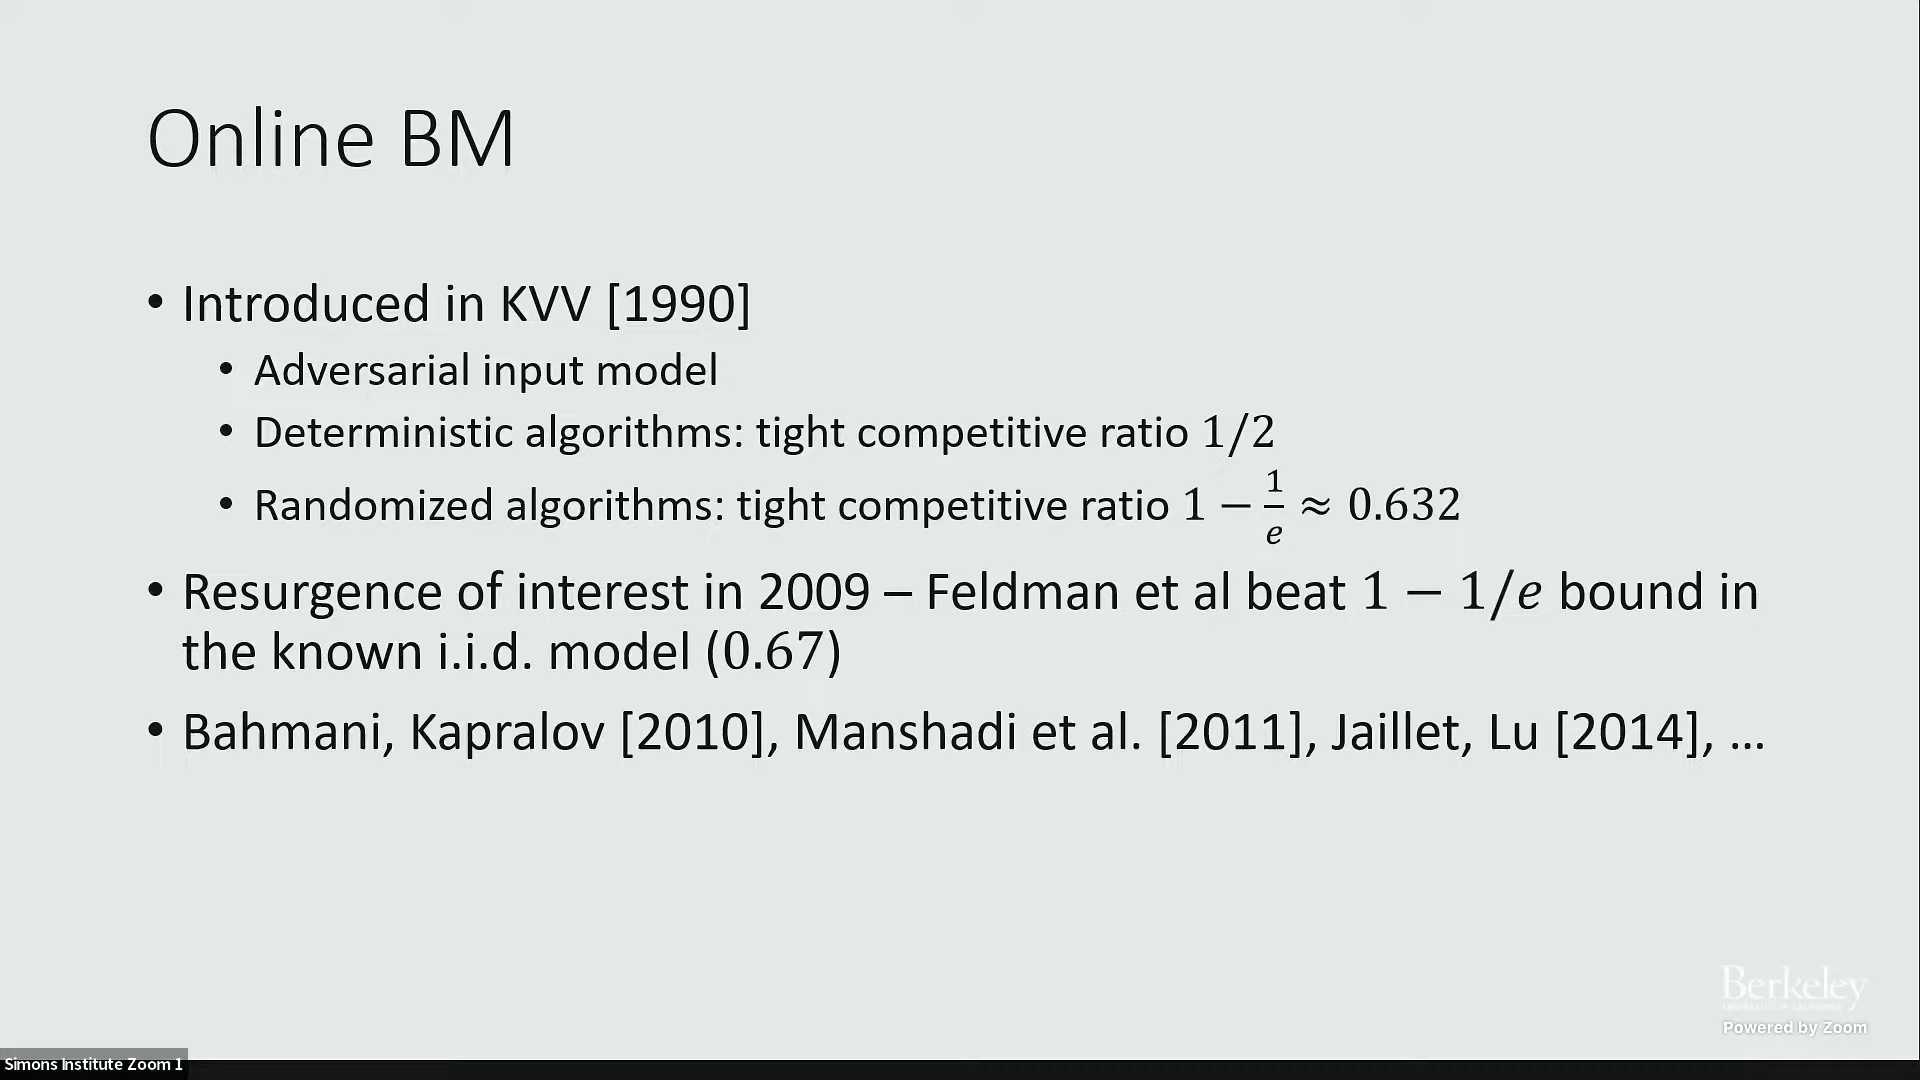 Online BM
• Introduced in KVV [1990]
• Adversarial input model
• Deterministic algorithms: tight competitive ratio 1/2
• Randomized algorithms: tight competitive ratio 1 − 1/e ≈ 0.632
• Resurgence of interest in 2009 – Feldman et al beat 1 − 1/e bound in
the known i.i.d. model (0.67)
• Bahmani, Kapralov [2010], Manshadi et al. [2011], Jaillet, Lu [2014], ...
Berkeley
UNIVERSITY OF CALIFORNIA
Powered by Zoom
Simons Institute Zoom 1